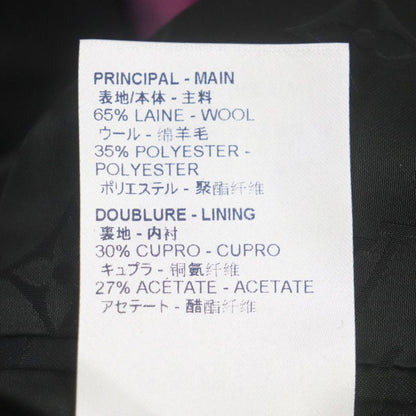 PRINCIPAL - MAIN
表地/本体 - 主料
65% LAINE - WOOL
ウール - 绵羊毛
35% POLYESTER -
POLYESTER
ポリエステル - 聚酯纤维
DOUBLURE - LINING
裏地 - 内衬
30% CUPRO - CUPRO
キュプラ - 铜氨纤维
27% ACÉTATE - ACETATE
アセテート - 醋酯纤维